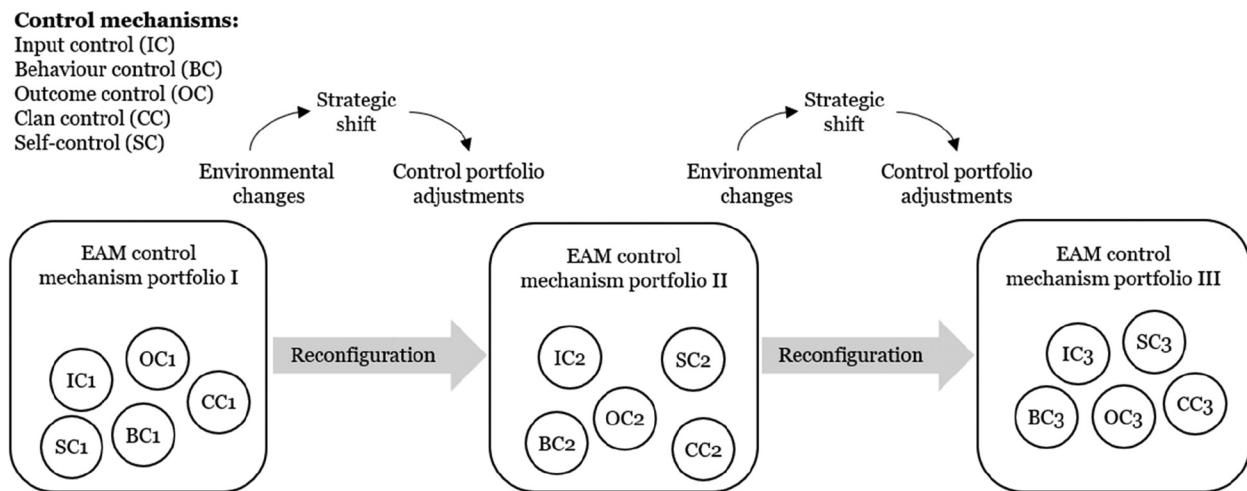 Control mechanisms:
Input control (IC)
Behaviour control (BC)
Outcome control (OC)
Clan control (CC)
Self-control (SC)
Strategic
shift
Environmental
changes
Control portfolio
adjustments
Strategic
shift
Environmental
changes
Control portfolio
adjustments
EAM control
mechanism portfolio I
OC1
IC1
CC1
BC1
SC1
Reconfiguration
EAM control
mechanism portfolio II
IC2
SC2
OC2
BC2
CC2
Reconfiguration
EAM control
mechanism portfolio III
SC3
IC3
CC3
BC3
OC3